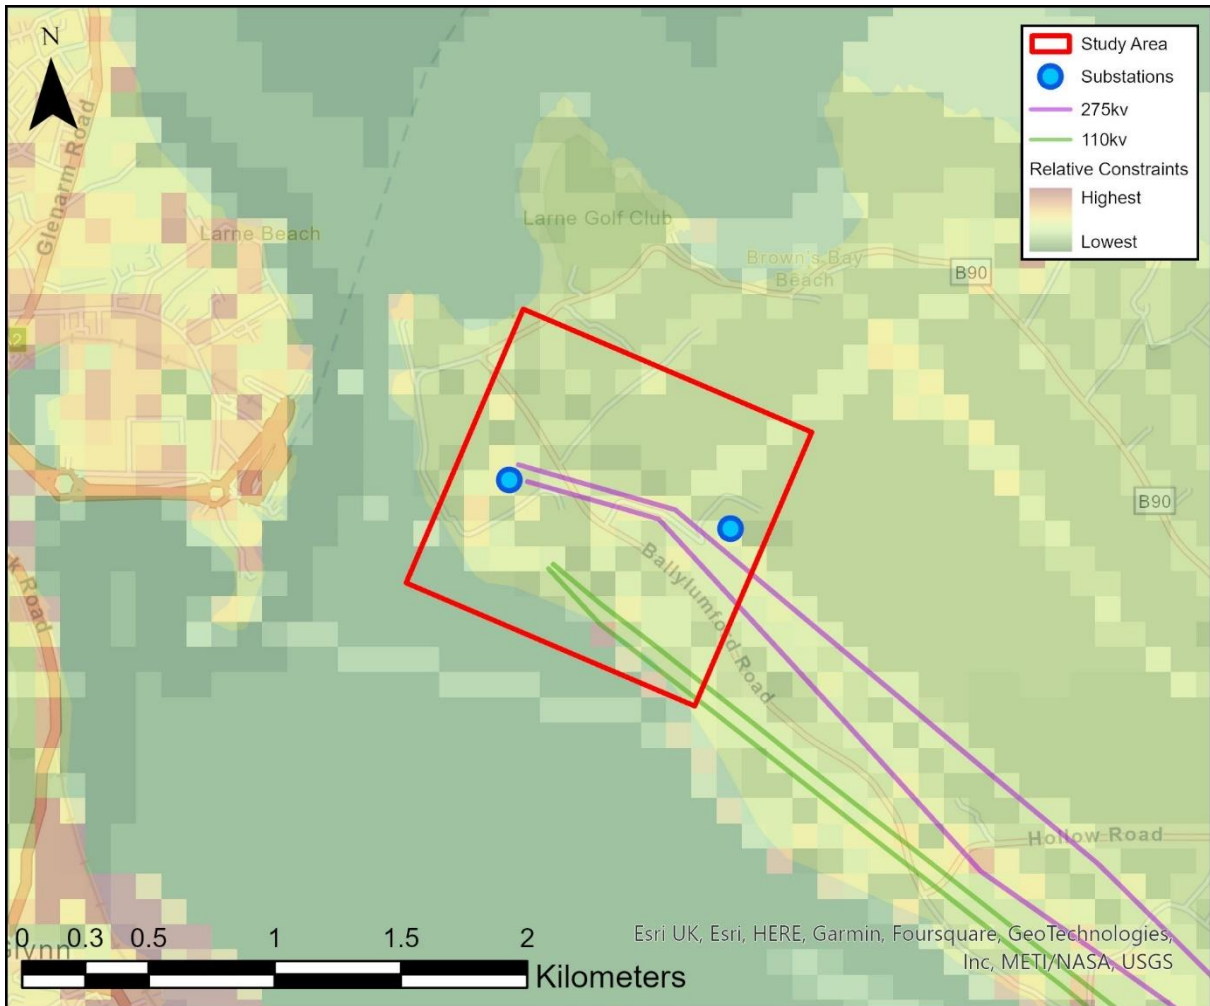 N
Study Area
Substations
275kv
110kv
Relative Constraints
Highest
Lowest
Glenarm Road
Larne Beach
Larne Golf Club
Brown's Bay
Beach
B90
2
B90
k Road
Ballylumford Road
Hollow Road
Glynn
0 0.3 0.5 1 1.5 2
Kilometers
Esri UK, Esri, HERE, Garmin, Foursquare, GeoTechnologies,
Inc, METI/NASA, USGS